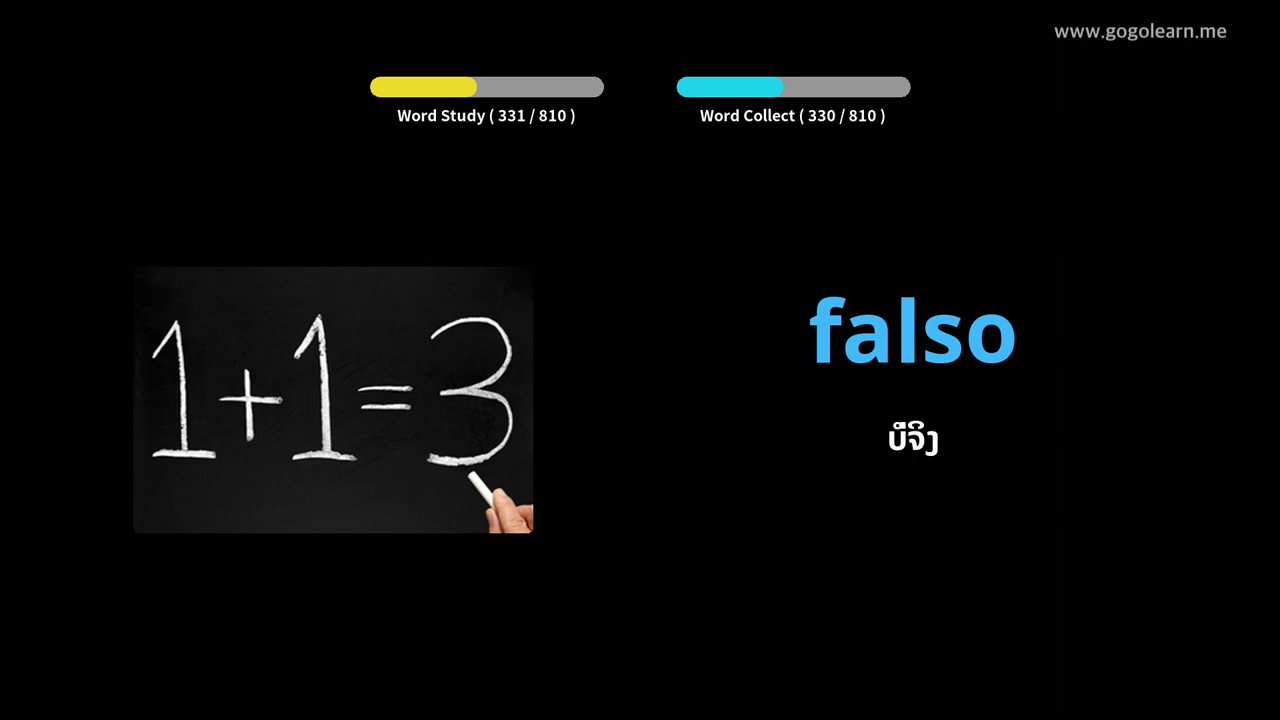 www.gogolearn.me
Word Study ( 331 / 810 )
Word Collect ( 330 / 810 )
1+1=3
falso
ບໍ່ຈິງ